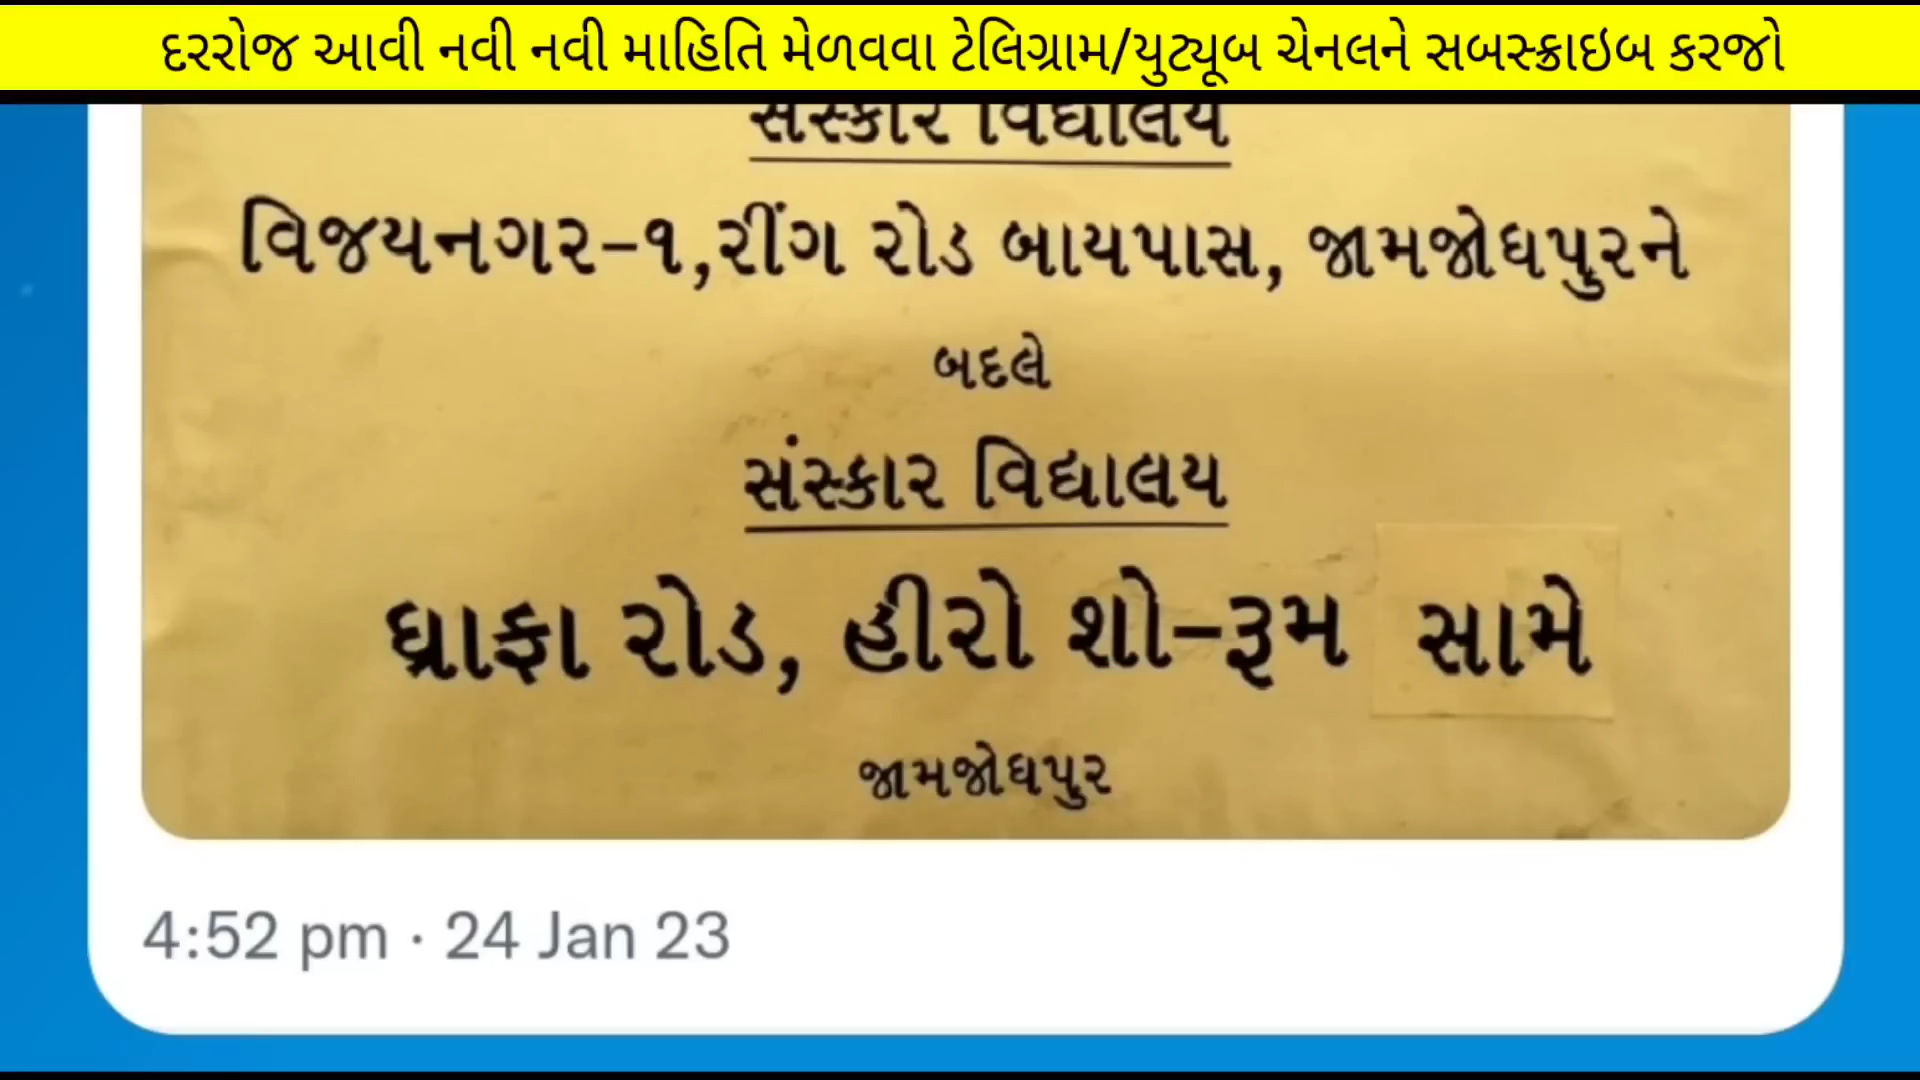 દરરોજ આવી નવી નવી માહિતિ મેળવવા ટેલિગ્રામ/યુટ્યૂબ ચેનલને સબસ્ક્રાઇબ કરજો
સંસ્કાર વિદ્યાલય
વિજયનગર-૧,રીંગ રોડ બાયપાસ, જામજોધપુરને
બદલે
સંસ્કાર વિદ્યાલય
ધ્રાફા રોડ, હીરો શો-રૂમ સામે
જામજોધપુર
4:52 pm · 24 Jan 23